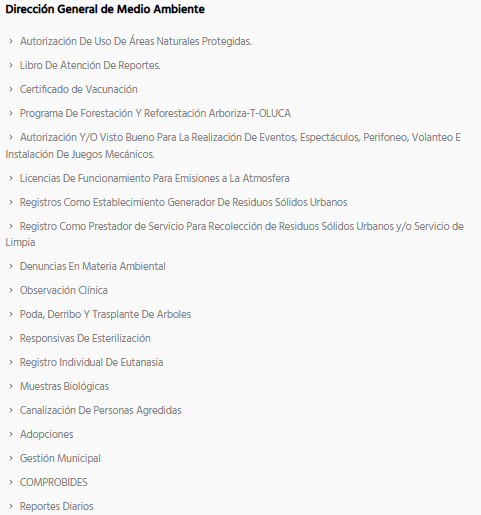 Dirección General de Medio Ambiente
› Autorización De Uso De Áreas Naturales Protegidas.
› Libro De Atención De Reportes.
› Certificado de Vacunación
› Programa De Forestación Y Reforestación Arboriza-T-OLUCA
› Autorización Y/O Visto Bueno Para La Realización De Eventos, Espectáculos, Perifoneo, Volanteo E
Instalación De Juegos Mecánicos.
› Licencias De Funcionamiento Para Emisiones a La Atmosfera
› Registros Como Establecimiento Generador De Residuos Sólidos Urbanos
› Registro Como Prestador de Servicio Para Recolección de Residuos Sólidos Urbanos y/o Servicio de
Limpia
› Denuncias En Materia Ambiental
› Observación Clínica
› Poda, Derribo Y Trasplante De Arboles
› Responsivas De Esterilización
› Registro Individual De Eutanasia
› Muestras Biológicas
› Canalización De Personas Agredidas
› Adopciones
› Gestión Municipal
› COMPROBIDES
› Reportes Diarios